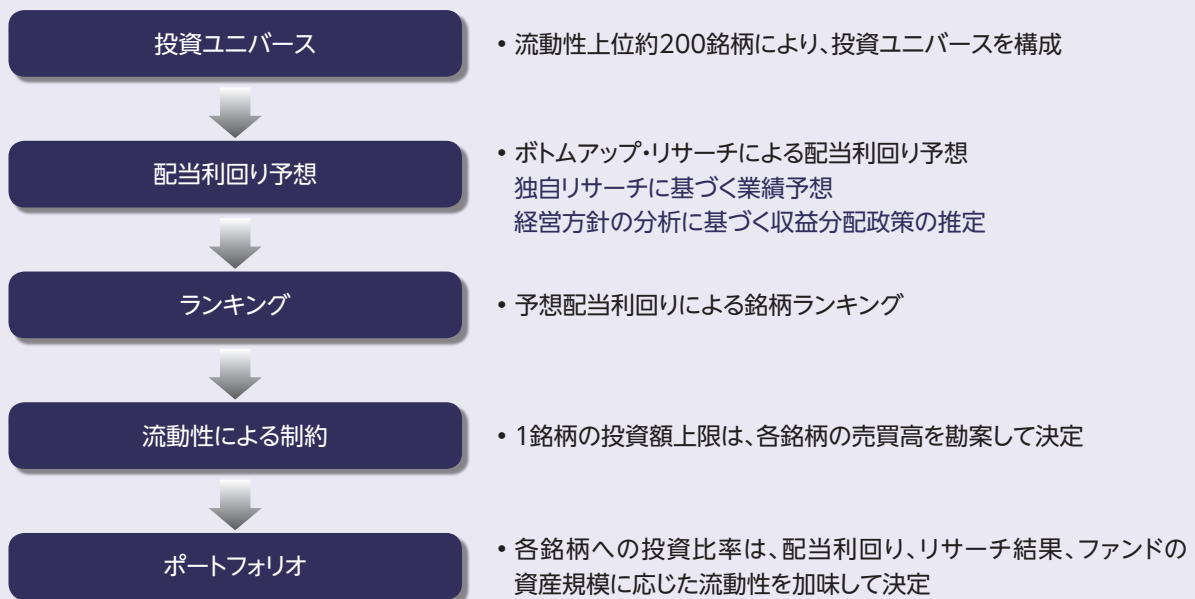 投資ユニバース
• 流動性上位約200銘柄により、投資ユニバースを構成
配当利回り予想
• ボトムアップ・リサーチによる配当利回り予想
独自リサーチに基づく業績予想
経営方針の分析に基づく収益分配政策の推定
ランキング
• 予想配当利回りによる銘柄ランキング
流動性による制約
• 1銘柄の投資額上限は、各銘柄の売買高を勘案して決定
ポートフォリオ
• 各銘柄への投資比率は、配当利回り、リサーチ結果、ファンドの
資産規模に応じた流動性を加味して決定